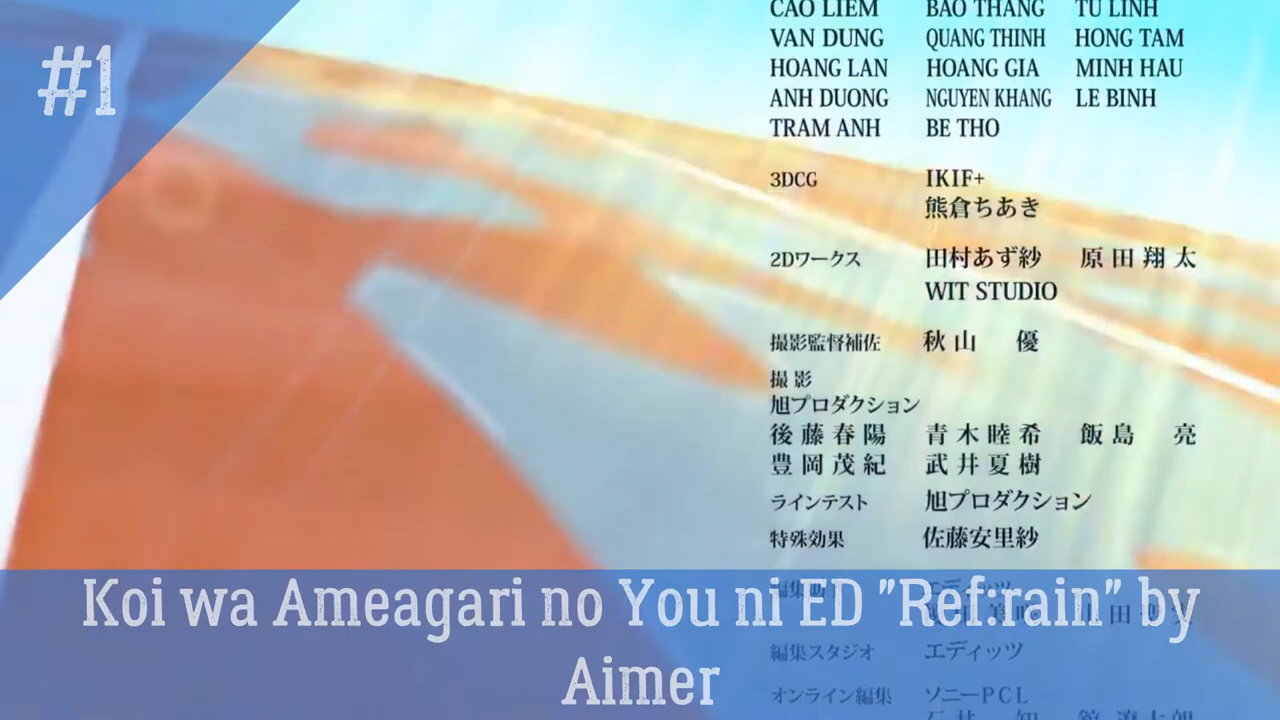 #1
CAO LIEM BAO THANG TU LINH
VAN DUNG QUANG THINH HONG TAM
HOANG LAN HOANG GIA MINH HAU
ANH DUONG NGUYEN KHANG LE BINH
TRAM ANH BE THO
3DCG IKIF+
熊倉ちあき
2Dワークス 田村あず紗 原田翔太
WIT STUDIO
撮影監督補佐 秋山 優
撮影
旭プロダクション
後藤春陽 青木睦希 飯島 亮
豊岡茂紀 武井夏樹
ラインテスト 旭プロダクション
特殊効果 佐藤安里紗
エディッツ
Koi wa Ameagari no You ni ED "Ref:rain" by
Aimer
編集スタジオ エディッツ
オンライン編集 ソニーPCL